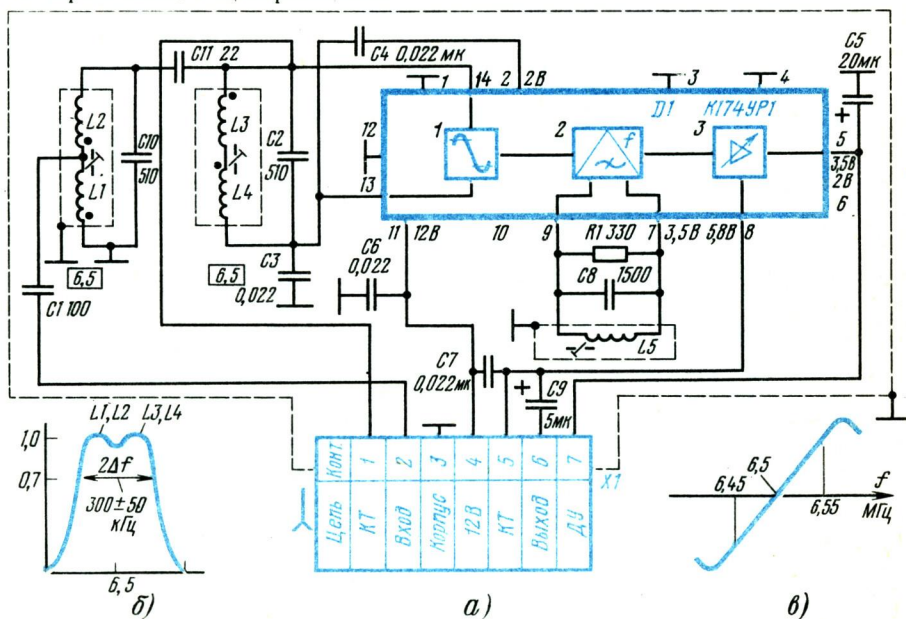 C11 22
C4 0,022 мк
C5
20мк
1
14
2
2В
3
4
D1
К174УР1
L2
C10
510
L1
L3
C2
510
L4
12
13
1
2
f
3
+
5
3,5В
2В
6
11
12В
10
9
R1 330
7
3,5В
5,8В
8
C6
0,022
C3
0,022
6,5
6,5
C1 100
C8
1500
L5
C7
0,022мк
+
C9
5мк
Конт.
1
2
3
4
5
6
7
Цепь
КТ
Вход
Корпус
12В
КТ
Выход
ДУ
X1
L1,L2
L3,L4
1,0
0,7
2Δf
300±50
кГц
6,5
6,45
6,5
6,55
f
МГц
б)
а)
в)